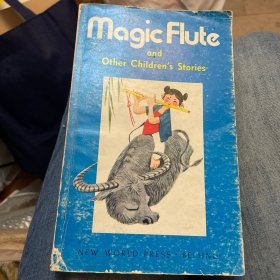 Magic Flute
and
Other Children's Stories
NEW WORLD PRESS · BEIJING